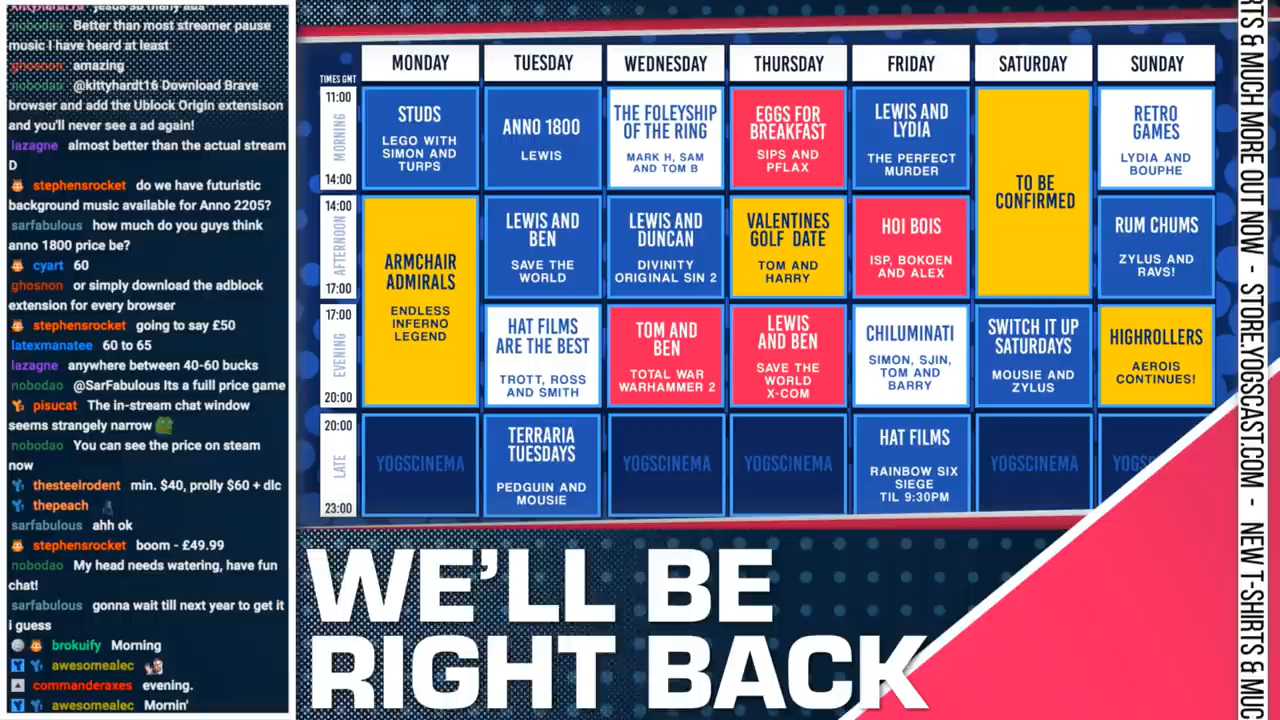 kittyhardt16 jesus so many ads
nobodao Better than most streamer pause
music i have heard at least
ghosnon amazing
nobodao @kittyhardt16 Download Brave
browser and add the Ublock Origin extensison
and you'll never see a ad again!
lazagne almost better than the actual stream
D
stephensrocket do we have futuristic
background music available for Anno 2205?
sarfabulous how much do you guys think
anno 1800 price be?
cyart 60
ghosnon or simply download the adblock
extension for every browser
stephensrocket going to say £50
latexmanatee 60 to 65
lazagne anywhere between 40-60 bucks
nobodao @SarFabulous Its a fulll price game
pisucat The in-stream chat window
seems strangely narrow
nobodao You can see the price on steam
now
thesteelrodent min. $40, prolly $60 + dlc
thepeach
sarfabulous ahh ok
stephensrocket boom - £49.99
nobodao My head needs watering, have fun
chat!
sarfabulous gonna wait till next year to get it
i guess
brokuify Morning
awesomealec
commanderaxes evening.
awesomealec Mornin'
TIMES GMT
MONDAY
TUESDAY
WEDNESDAY
THURSDAY
FRIDAY
SATURDAY
SUNDAY
11:00
MORNING
14:00
STUDS
LEGO WITH
SIMON AND
TURPS
ANNO 1800
LEWIS
THE FOLEYSHIP
OF THE RING
MARK H, SAM
AND TOM B
EGGS FOR
BREAKFAST
SIPS AND
PFLAX
LEWIS AND
LYDIA
THE PERFECT
MURDER
TO BE
CONFIRMED
RETRO
GAMES
LYDIA AND
BOUPHE
14:00
AFTERNOON
17:00
ARMCHAIR
ADMIRALS
ENDLESS
INFERNO
LEGEND
LEWIS AND
BEN
SAVE THE
WORLD
LEWIS AND
DUNCAN
DIVINITY
ORIGINAL SIN 2
VALENTINES
GOLF DATE
TOM AND
HARRY
HOI BOIS
ISP, BOKOEN
AND ALEX
RUM CHUMS
ZYLUS AND
RAVS!
17:00
EVENING
20:00
HAT FILMS
ARE THE BEST
TROTT, ROSS
AND SMITH
TOM AND
BEN
TOTAL WAR
WARHAMMER 2
LEWIS
AND BEN
SAVE THE
WORLD
X-COM
CHILUMINATI
SIMON, SJIN,
TOM AND
BARRY
SWITCH IT UP
SATURDAYS
MOUSIE AND
ZYLUS
HIGHROLLERS
AEROIS
CONTINUES!
20:00
LATE
23:00
YOGSCINEMA
TERRARIA
TUESDAYS
PEDGUIN AND
MOUSIE
YOGSCINEMA
YOGSCINEMA
HAT FILMS
RAINBOW SIX
SIEGE
TIL 9:30PM
YOGSCINEMA
YOGS
WE'LL BE
RIGHT BACK
RTS & MUCH MORE OUT NOW - STORE.YOGSCAST.COM - NEW T-SHIRTS & MUC